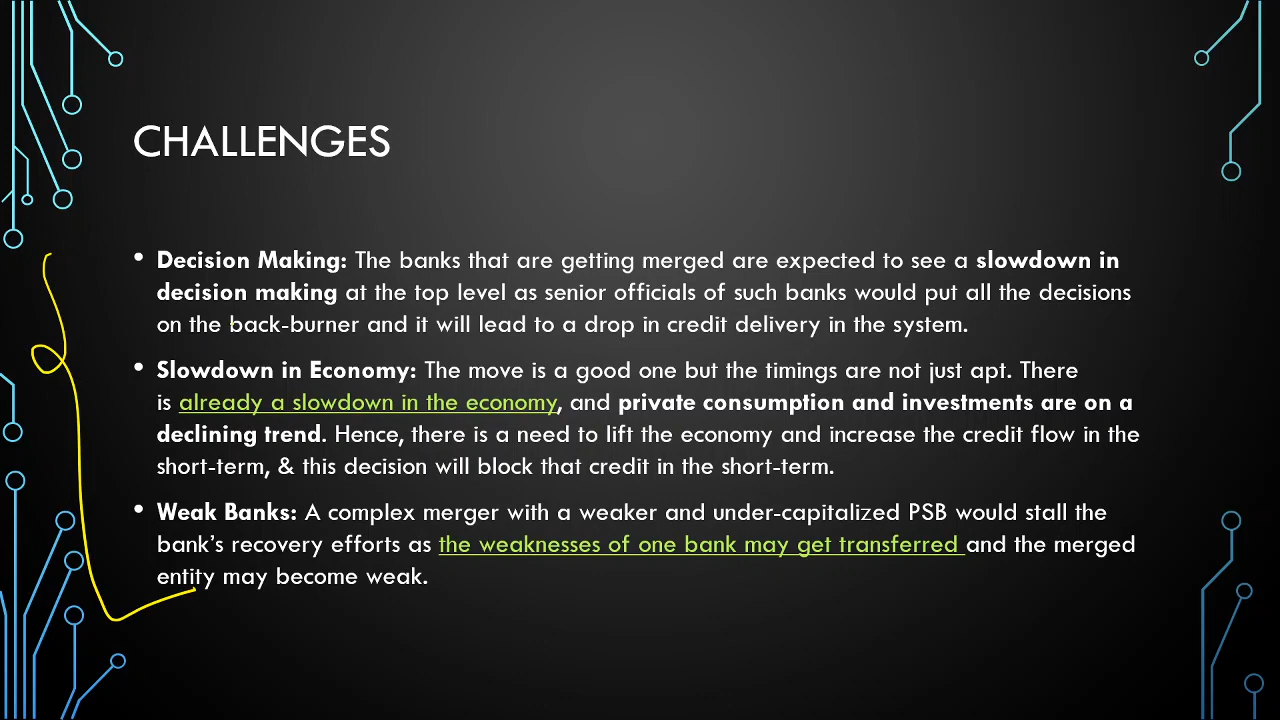 CHALLENGES
• Decision Making: The banks that are getting merged are expected to see a slowdown in
decision making at the top level as senior officials of such banks would put all the decisions
on the back-burner and it will lead to a drop in credit delivery in the system.
• Slowdown in Economy: The move is a good one but the timings are not just apt. There
is already a slowdown in the economy, and private consumption and investments are on a
declining trend. Hence, there is a need to lift the economy and increase the credit flow in the
short-term, & this decision will block that credit in the short-term.
• Weak Banks: A complex merger with a weaker and under-capitalized PSB would stall the
bank’s recovery efforts as the weaknesses of one bank may get transferred and the merged
entity may become weak.